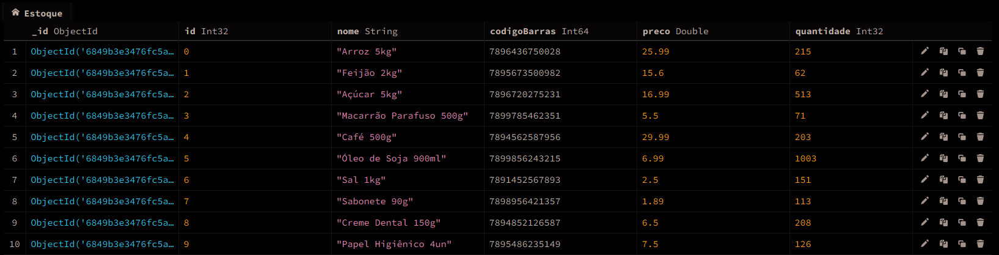 Estoque
_id ObjectId id Int32 nome String codigoBarras Int64 preco Double quantidade Int32
1 ObjectId('6849b3e3476fc5a… 0 "Arroz 5kg" 7896436750028 25.99 215
2 ObjectId('6849b3e3476fc5a… 1 "Feijão 2kg" 7895673500982 15.6 62
3 ObjectId('6849b3e3476fc5a… 2 "Açúcar 5kg" 7896720275231 16.99 513
4 ObjectId('6849b3e3476fc5a… 3 "Macarrão Parafuso 500g" 7899785462351 5.5 71
5 ObjectId('6849b3e3476fc5a… 4 "Café 500g" 7894562587956 29.99 203
6 ObjectId('6849b3e3476fc5a… 5 "Óleo de Soja 900ml" 7899856243215 6.99 1003
7 ObjectId('6849b3e3476fc5a… 6 "Sal 1kg" 7891452567893 2.5 151
8 ObjectId('6849b3e3476fc5a… 7 "Sabonete 90g" 7898956421357 1.89 113
9 ObjectId('6849b3e3476fc5a… 8 "Creme Dental 150g" 7894852126587 6.5 208
10 ObjectId('6849b3e3476fc5a… 9 "Papel Higiênico 4un" 7895486235149 7.5 126